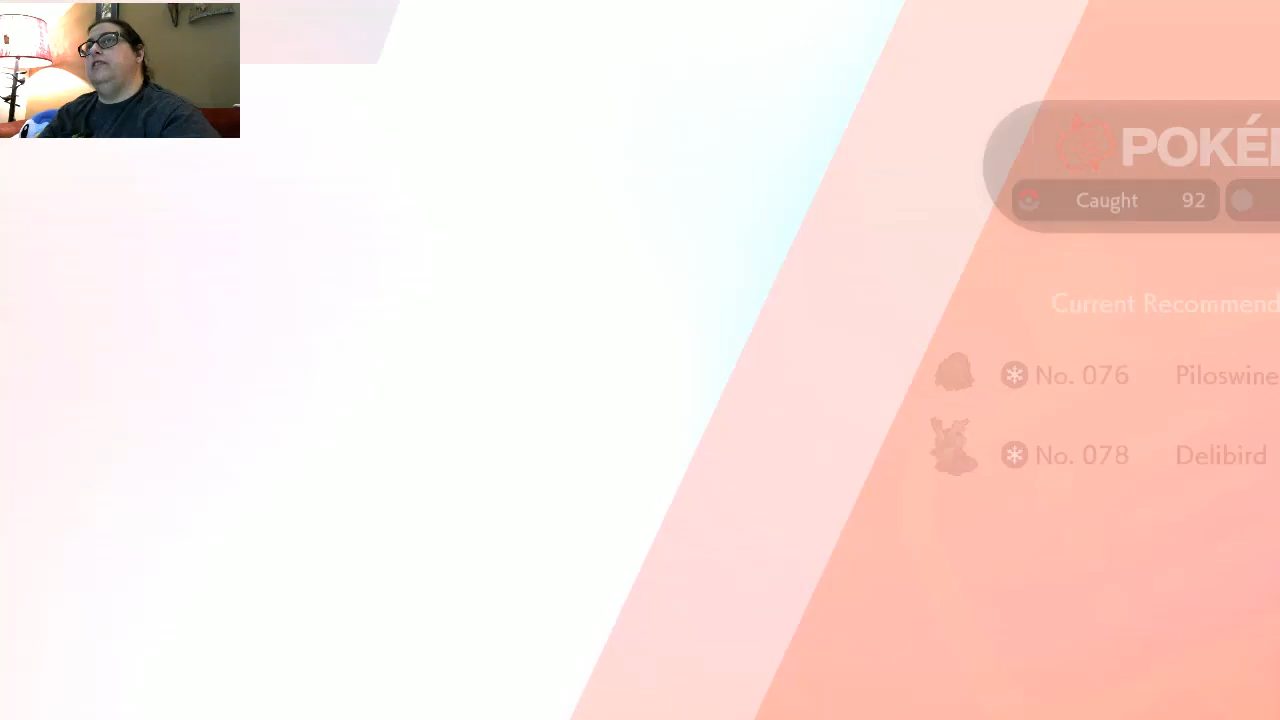 POKÉ
Caught 92
Current Recommend
No. 076 Piloswine
No. 078 Delibird